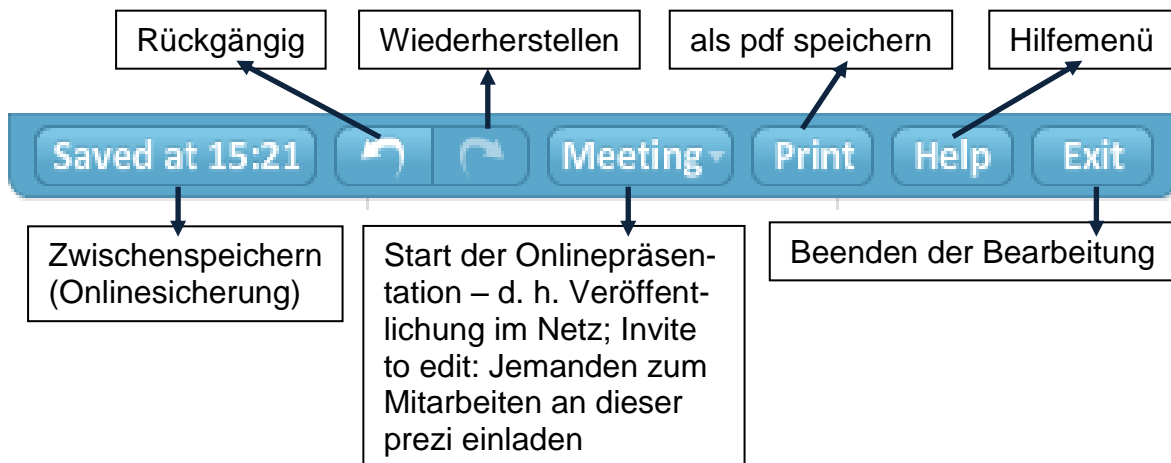 Rückgängig
Wiederherstellen
als pdf speichern
Hilfemenü
Saved at 15:21
Meeting
Print
Help
Exit
Zwischenspeichern
(Onlinesicherung)
Start der Onlinepräsen-
tation – d. h. Veröffent-
lichung im Netz; Invite
to edit: Jemanden zum
Mitarbeiten an dieser
prezi einladen
Beenden der Bearbeitung